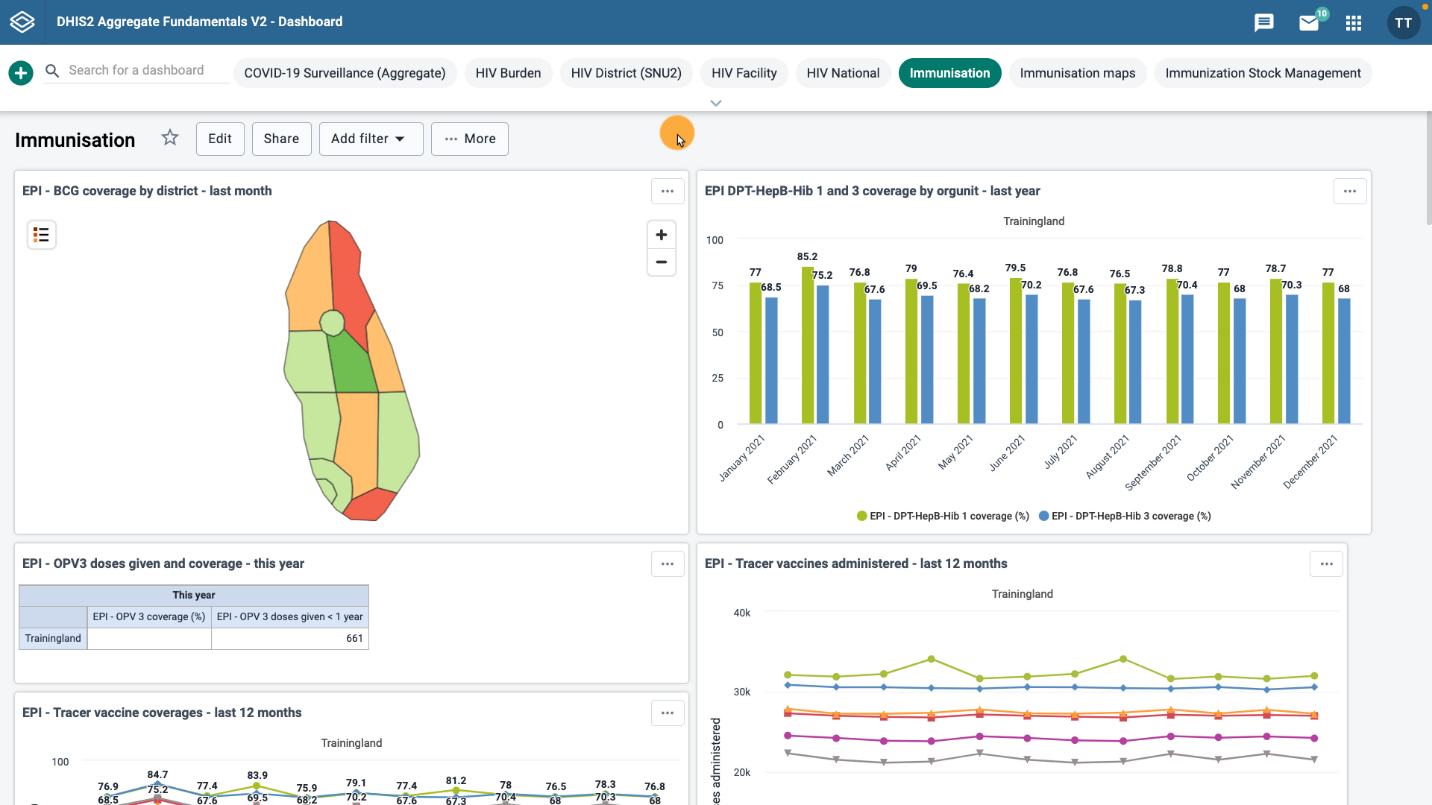 DHIS2 Aggregate Fundamentals V2 - Dashboard
10
TT
Search for a dashboard
COVID-19 Surveillance (Aggregate)
HIV Burden
HIV District (SNU2)
HIV Facility
HIV National
Immunisation
Immunisation maps
Immunization Stock Management
Immunisation
Edit
Share
Add filter
More
EPI - BCG coverage by district - last month
EPI DPT-HepB-Hib 1 and 3 coverage by orgunit - last year
Trainingland
100
75
50
25
0
77 68.5 85.2 75.2 76.8 67.6 79 69.5 76.4 68.2 79.5 70.2 76.8 67.6 76.5 67.3 78.8 70.4 77 68 78.7 70.3 77 68
January 2021 February 2021 March 2021 April 2021 May 2021 June 2021 July 2021 August 2021 September 2021 October 2021 November 2021 December 2021
EPI - DPT-HepB-Hib 1 coverage (%) EPI - DPT-HepB-Hib 3 coverage (%)
EPI - OPV3 doses given and coverage - this year
This year
EPI - OPV 3 coverage (%) EPI - OPV 3 doses given < 1 year
Trainingland 661
EPI - Tracer vaccines administered - last 12 months
Trainingland
40k
30k
20k
es administered
EPI - Tracer vaccine coverages - last 12 months
Trainingland
100
76.9 84.7 77.4 83.9 75.9 79.1 77.4 81.2 78 76.5 78.3 76.8
68.5 75.2 67.6 69.5 68.2 70.2 67.6 67.3 70.4 68 70.3 68